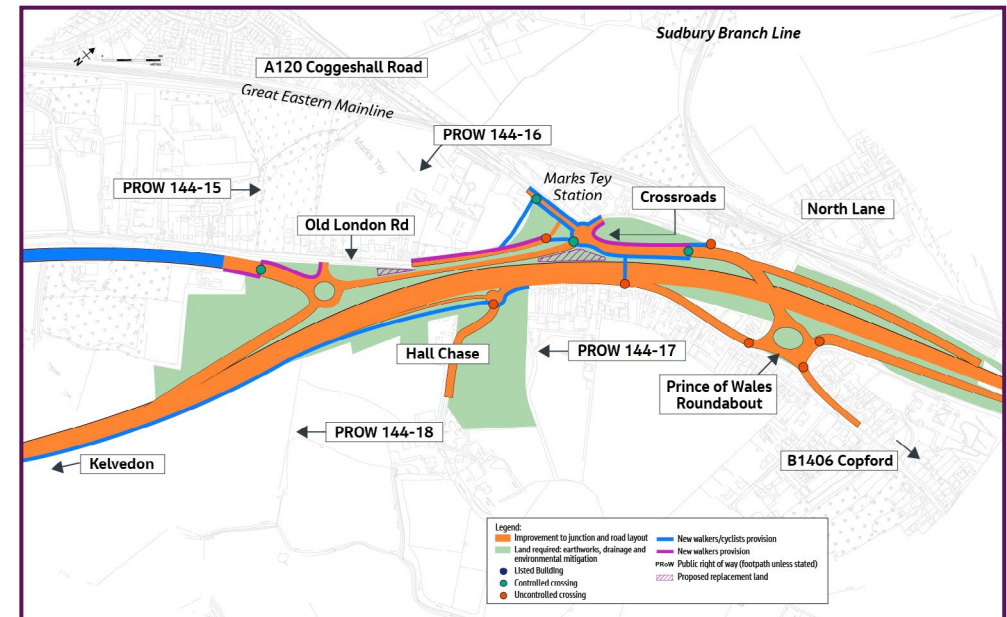 Sudbury Branch Line
N
A120 Coggeshall Road
Great Eastern Mainline
PROW 144-16
Marks Tey
PROW 144-15
Marks Tey
Station
Crossroads
North Lane
Old London Rd
Hall Chase
PROW 144-17
Prince of Wales
Roundabout
PROW 144-18
Kelvedon
B1406 Copford
Legend:
Improvement to junction and road layout
Land required: earthworks, drainage and
environmental mitigation
Listed Building
Controlled crossing
Uncontrolled crossing
New walkers/cyclists provision
New walkers provision
PRoW Public right of way (footpath unless stated)
Proposed replacement land